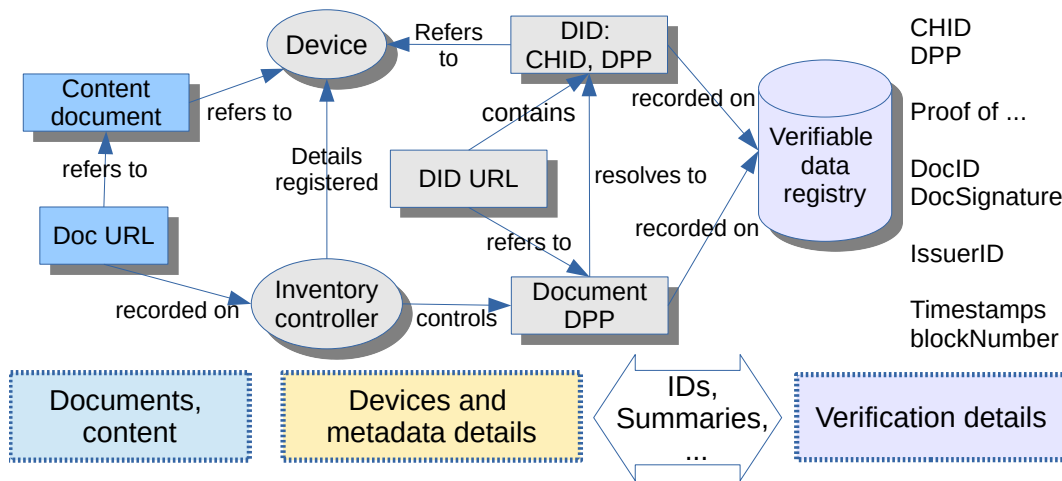 Device
Refers
to
DID:
CHID, DPP
CHID
DPP
Content
document
refers to
contains
recorded on
Proof of ...
refers to
Details
registered
DID URL
resolves to
Verifiable
data
registry
DocID
DocSignature
Doc URL
refers to
recorded on
IssuerID
recorded on
Inventory
controller
controls
Document
DPP
Timestamps
blockNumber
Documents,
content
Devices and
metadata details
IDs,
Summaries,
...
Verification details